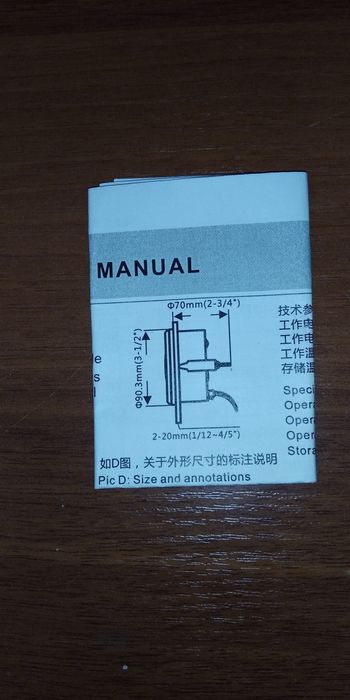 MANUAL
Φ70mm(2-3/4")
Φ90.3mm(3-1/2")
2-20mm(1/12~4/5")
如D图，关于外形尺寸的标注说明
Pic D: Size and annotations
e
s
l
技术参
工作电
工作电
工作温
存储温
Speci
Opera
Opera
Oper
Stora